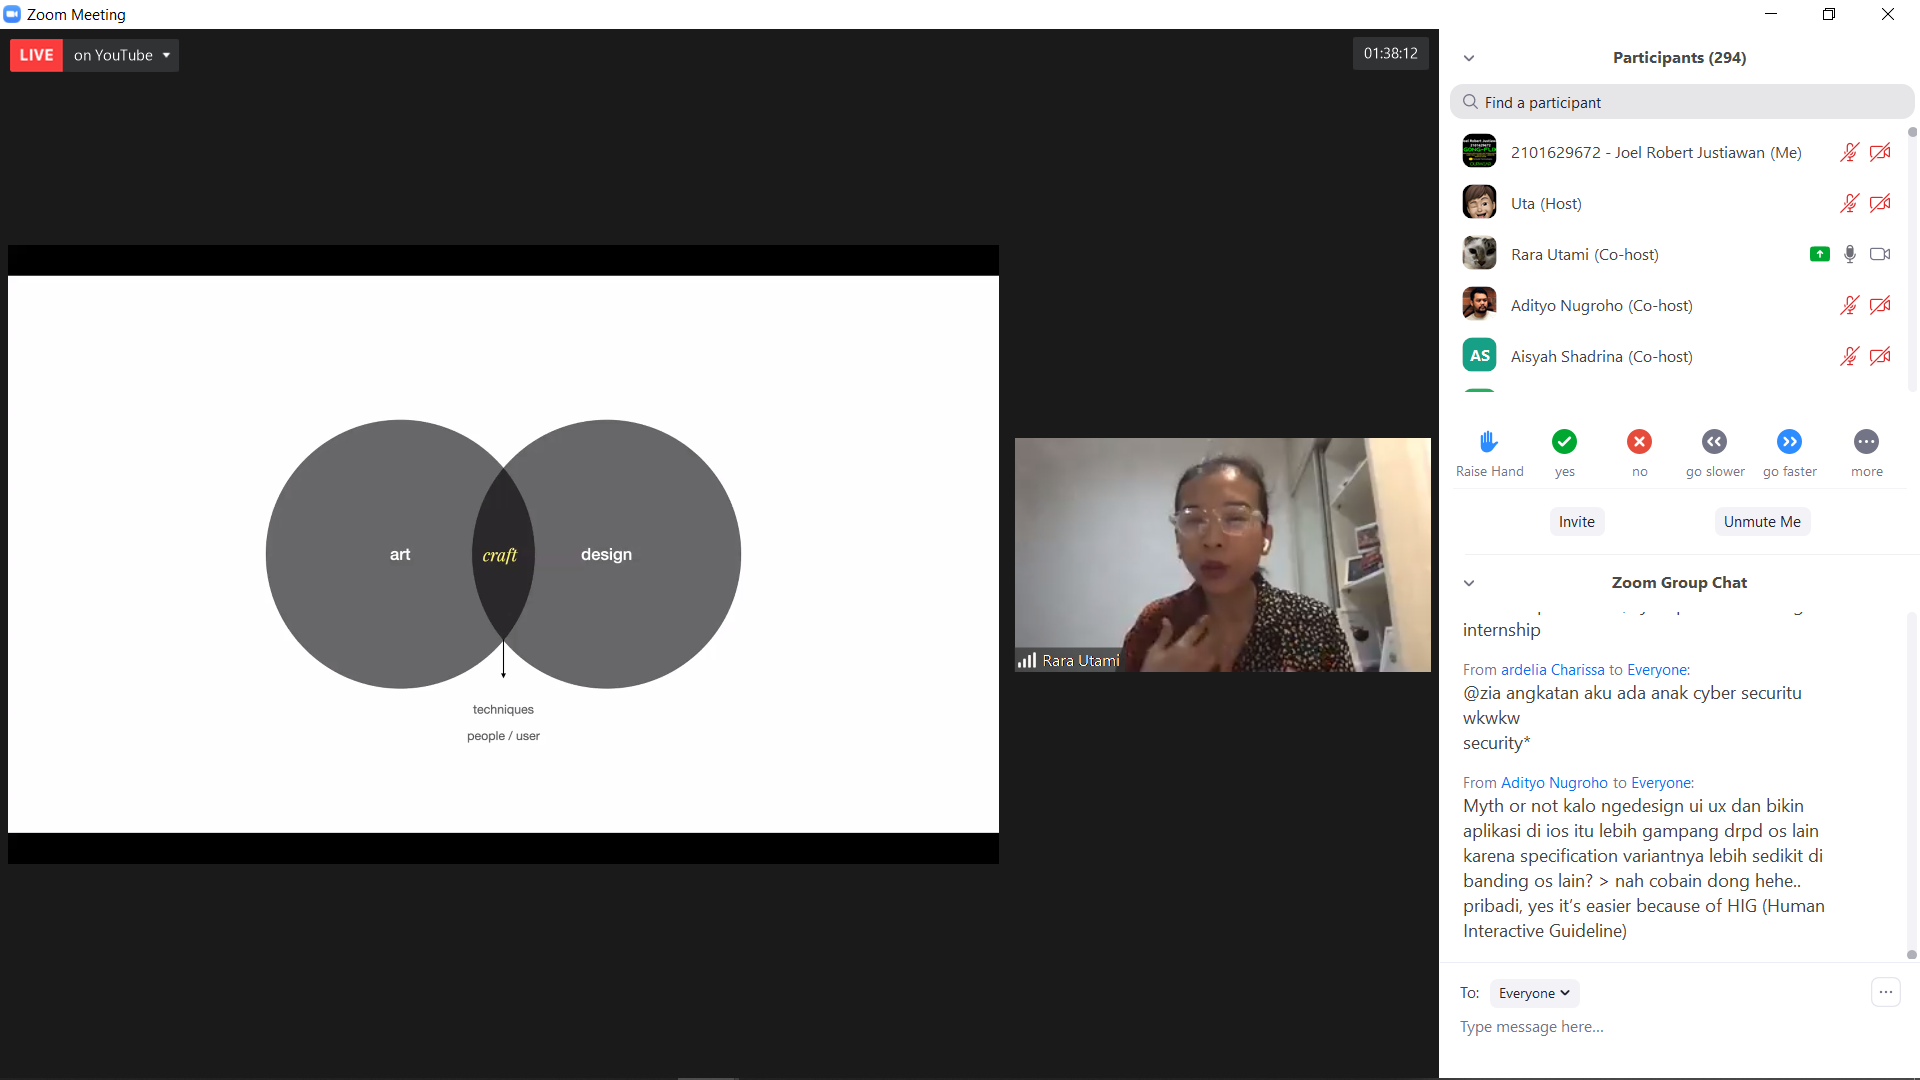 Zoom Meeting
LIVE on YouTube
01:38:12
art
craft
design
techniques
people / user
Rara Utami
Participants (294)
Find a participant
2101629672 - Joel Robert Justiawan (Me)
Uta (Host)
Rara Utami (Co-host)
Adityo Nugroho (Co-host)
AS Aisyah Shadrina (Co-host)
Raise Hand
yes
no
go slower
go faster
more
Invite
Unmute Me
Zoom Group Chat
internship
From ardelia Charissa to Everyone:
@zia angkatan aku ada anak cyber securitu
wkwkw
security*
From Adityo Nugroho to Everyone:
Myth or not kalo ngedesign ui ux dan bikin
aplikasi di ios itu lebih gampang drpd os lain
karena specification variantnya lebih sedikit di
banding os lain? > nah cobain dong hehe..
pribadi, yes it's easier because of HIG (Human
Interactive Guideline)
To: Everyone
Type message here...